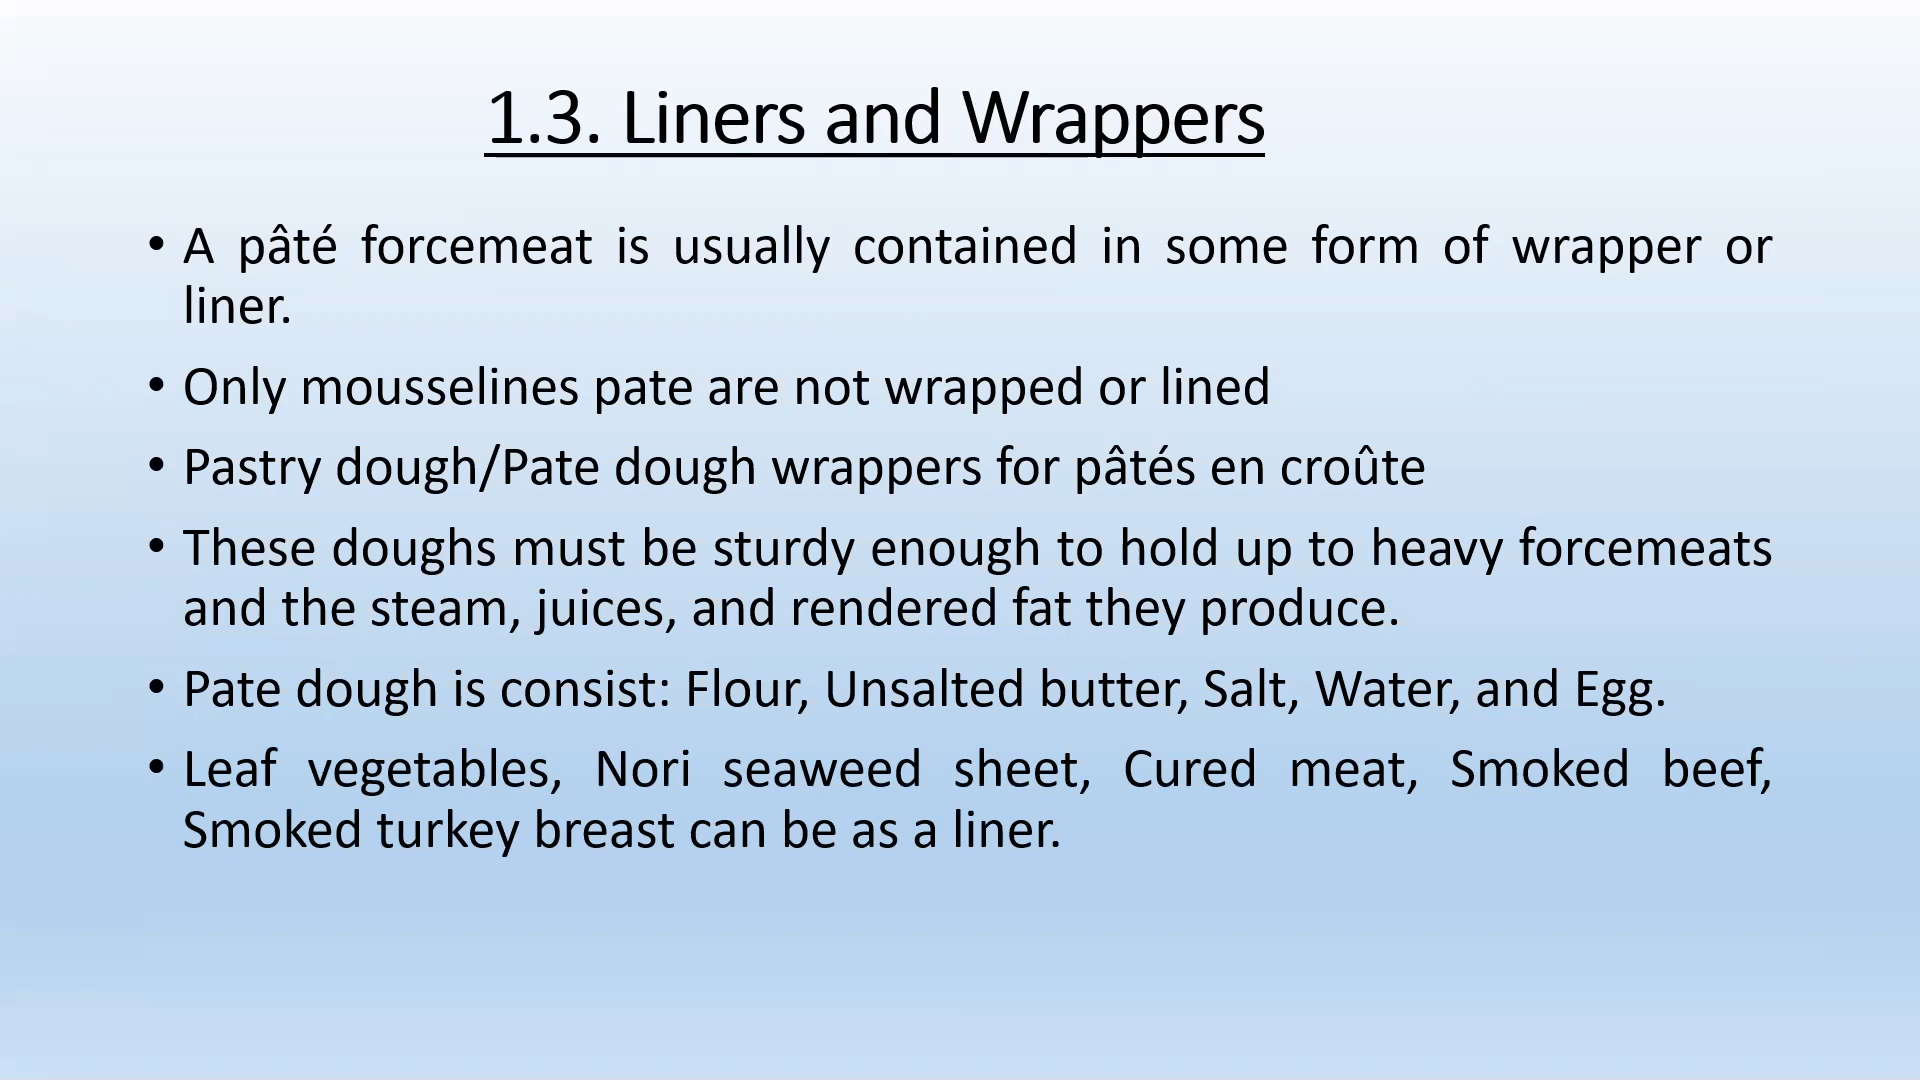 1.3. Liners and Wrappers
• A pâté forcemeat is usually contained in some form of wrapper or
liner.
• Only mousselines pate are not wrapped or lined
• Pastry dough/Pate dough wrappers for pâtés en croûte
• These doughs must be sturdy enough to hold up to heavy forcemeats
and the steam, juices, and rendered fat they produce.
• Pate dough is consist: Flour, Unsalted butter, Salt, Water, and Egg.
• Leaf vegetables, Nori seaweed sheet, Cured meat, Smoked beef,
Smoked turkey breast can be as a liner.